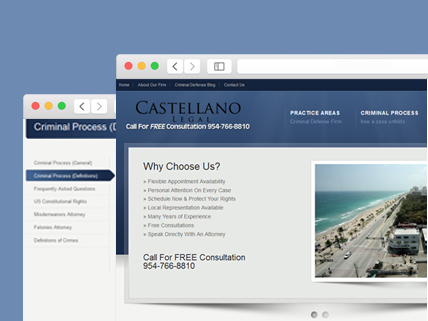 Home
About Our Firm
Criminal Defense Blog
Contact Us
CASTELLANO
LEGAL
Call For FREE Consultation 954-766-8810
PRACTICE AREAS
Criminal Defense Firm
CRIMINAL PROCESS
how a case unfolds
Criminal Process (D
Criminal Process (General)
Criminal Process (Definitions)
Frequently Asked Questions
US Constitutional Rights
Misdemeanors Attorney
Felonies Attorney
Definitions of Crimes
Why Choose Us?
» Flexible Appointment Availability
» Personal Attention On Every Case
» Schedule Now & Protect Your Rights
» Local Representation Available
» Many Years of Experience
» Free Consultations
» Speak Directly With An Attorney
Call For FREE Consultation
954-766-8810